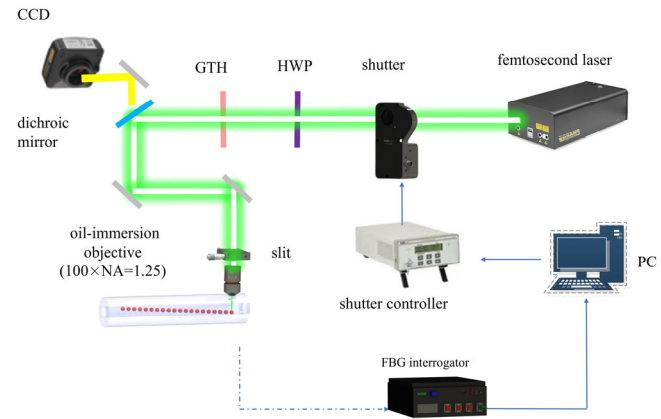 CCD
GTH
HWP
shutter
femtosecond laser
dichroic
mirror
oil-immersion
objective
(100×NA=1.25)
slit
shutter controller
PC
FBG interrogator